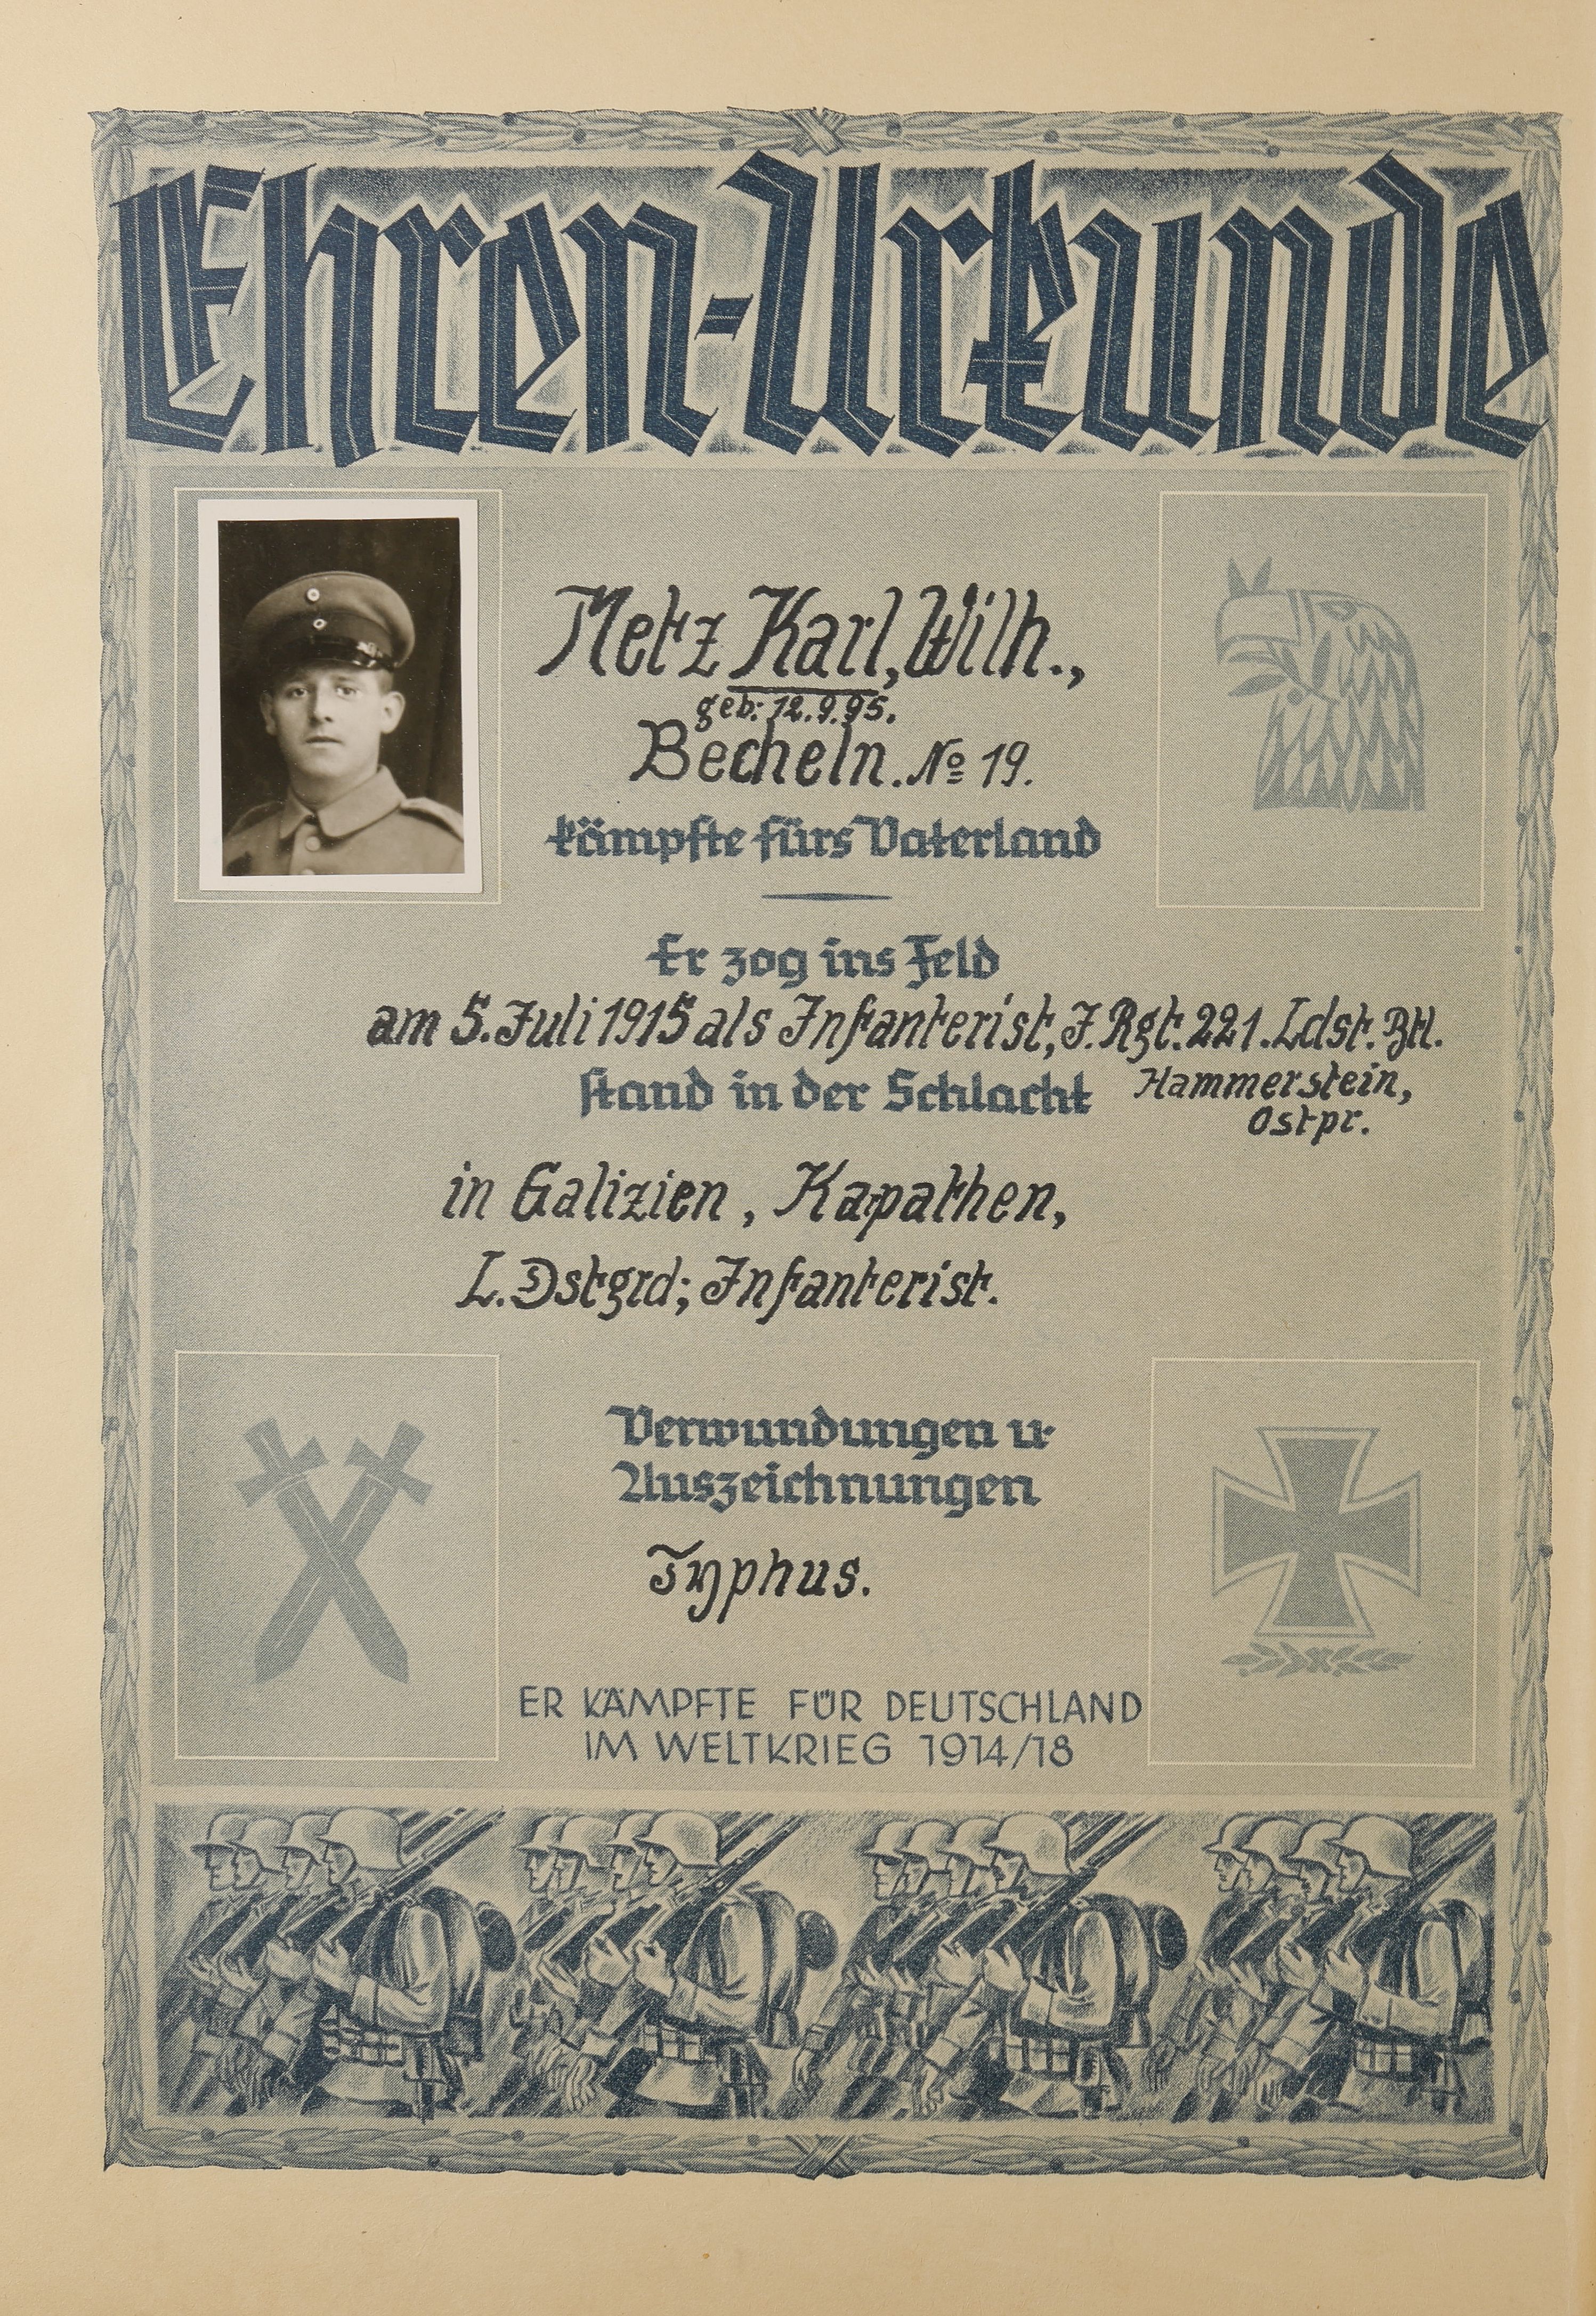 Ehren-Urkunde
Metz Karl, Wilh.,
geb: 12.9.95.
Becheln. № 19.
kämpfte fürs Vaterland
Er zog ins Feld
am 5. Juli 1915 als Infanterist, J. Rgt. 221. Ldst. Btl.
Hammerstein,
Ostpr.
stand in der Schlacht
in Galizien, Kapathen,
L. Dstgrd; Infanterist.
Verwundungen u.
Auszeichnungen
Typhus.
ER KÄMPFTE FÜR DEUTSCHLAND
IM WELTKRIEG 1914/18